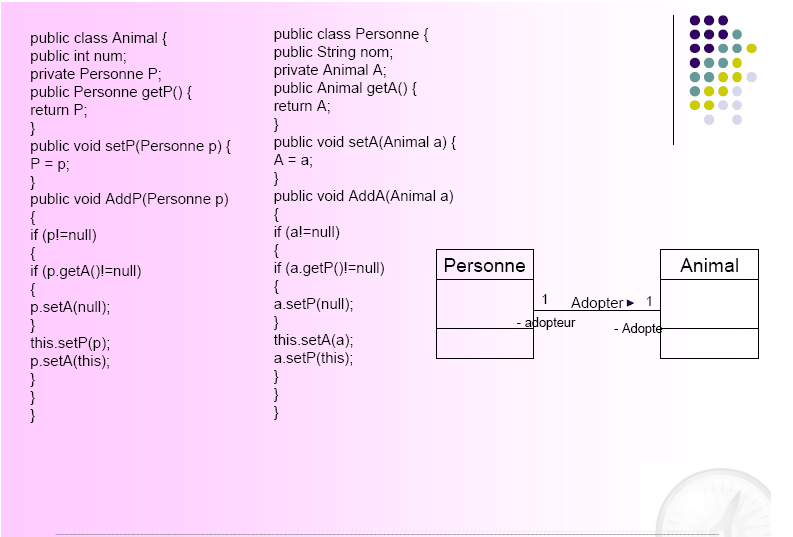 public class Animal {
public int num;
private Personne P;
public Personne getP() {
return P;
}
public void setP(Personne p) {
P = p;
}
public void AddP(Personne p)
{
if (p!=null)
{
if (p.getA()!=null)
{
p.setA(null);
}
this.setP(p);
p.setA(this);
}
}
}
public class Personne {
public String nom;
private Animal A;
public Animal getA() {
return A;
}
public void setA(Animal a) {
A = a;
}
public void AddA(Animal a)
{
if (a!=null)
{
if (a.getP()!=null)
{
a.setP(null);
}
this.setA(a);
a.setP(this);
}
}
}
Personne
Animal
1 Adopter ► 1
- adopteur
- Adopte